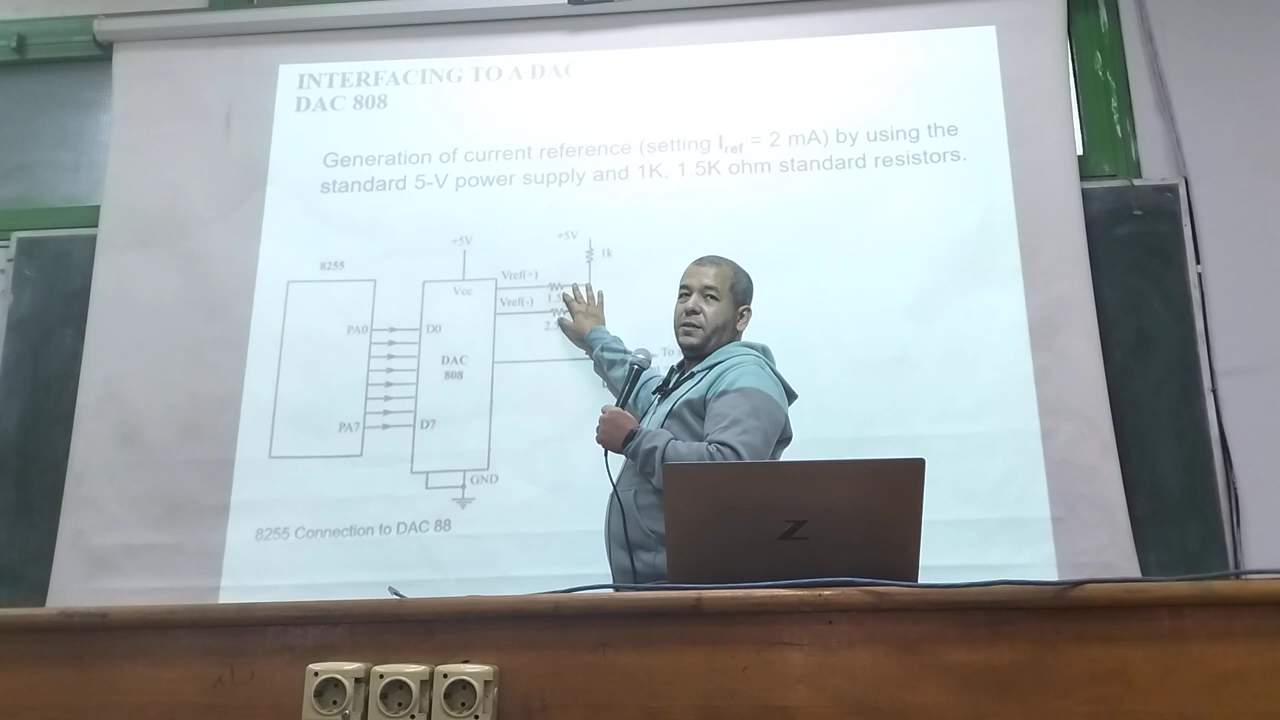 INTERFACING TO A DAC
DAC 808
Generation of current reference (setting Iref = 2 mA) by using the
standard 5-V power supply and 1K, 1.5K ohm standard resistors.
+5V
+5V
1k
8255
Vcc
Vref(+)
Vref(-)
PA0
D0
DAC
808
To
PA7
D7
GND
8255 Connection to DAC 88
Z